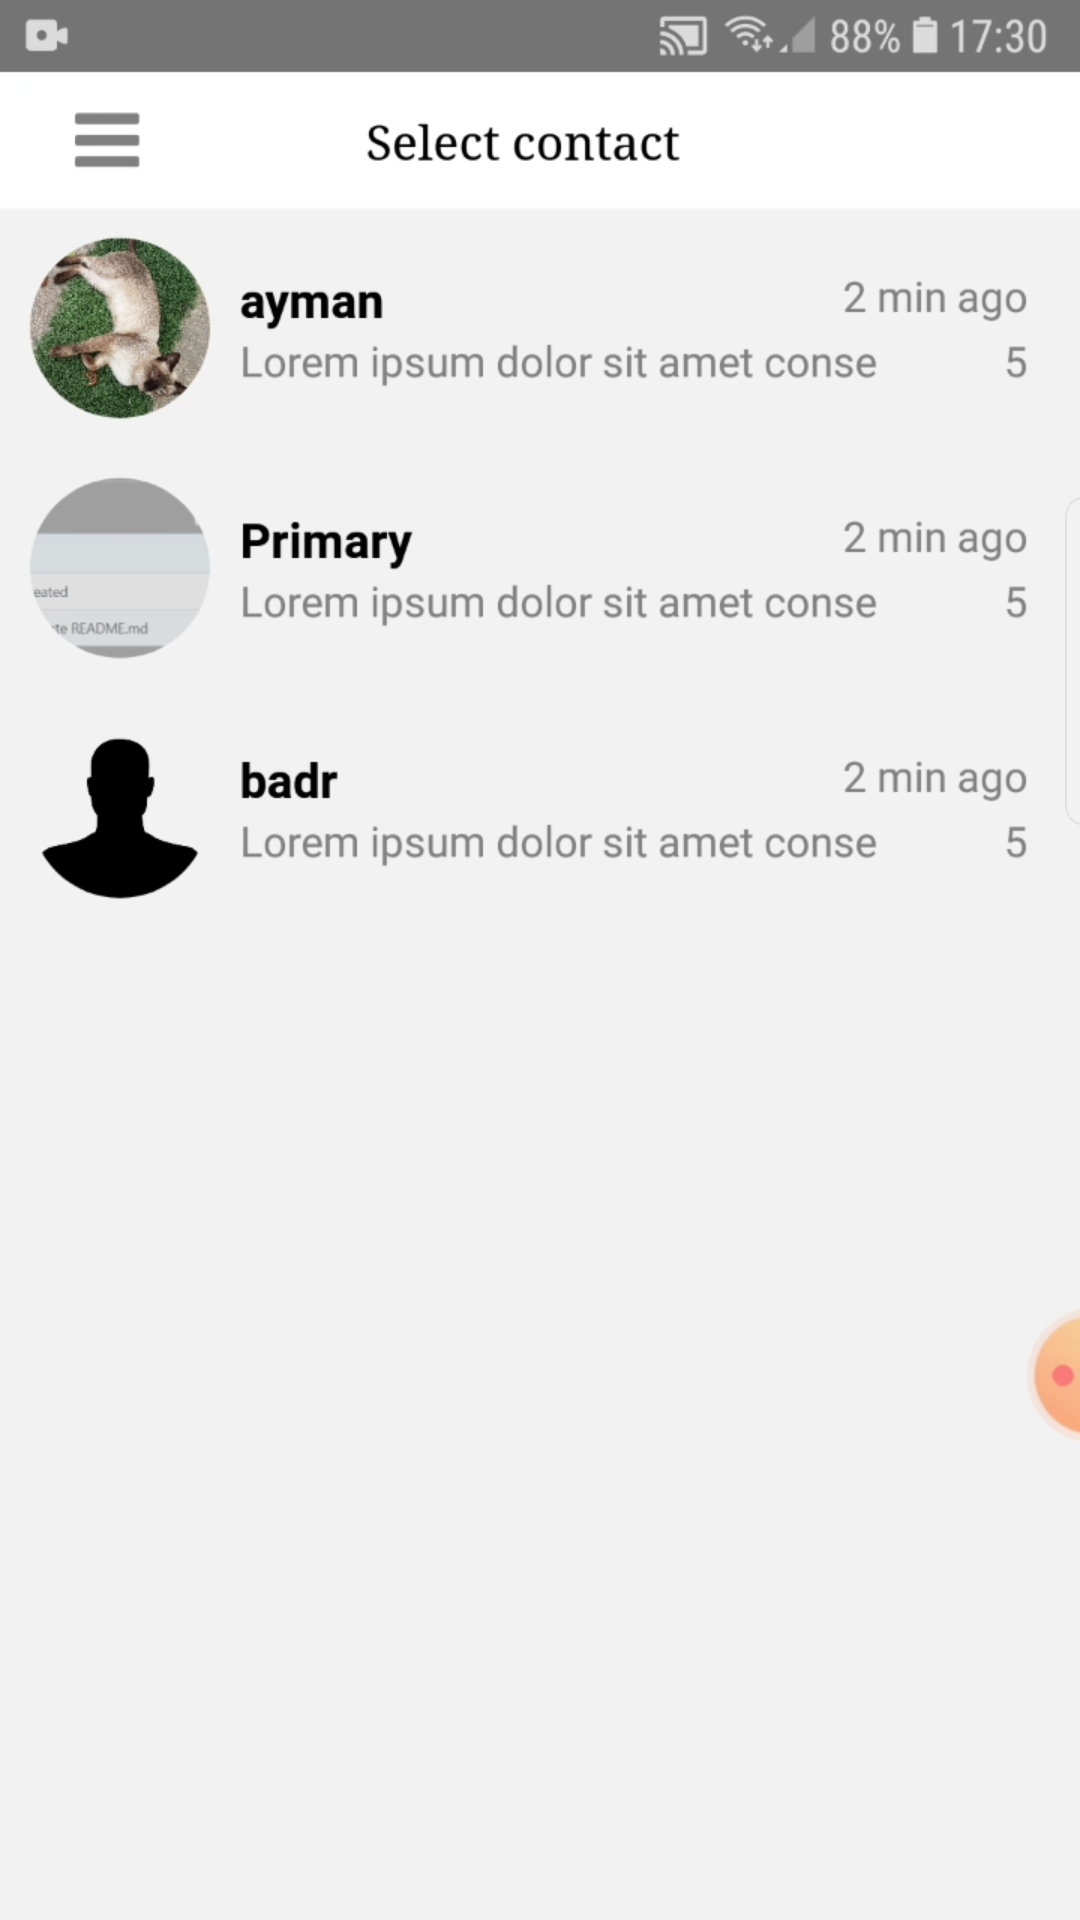 88% 17:30
Select contact
ayman 2 min ago
Lorem ipsum dolor sit amet conse 5
Primary 2 min ago
Lorem ipsum dolor sit amet conse 5
eated
te README.md
badr 2 min ago
Lorem ipsum dolor sit amet conse 5